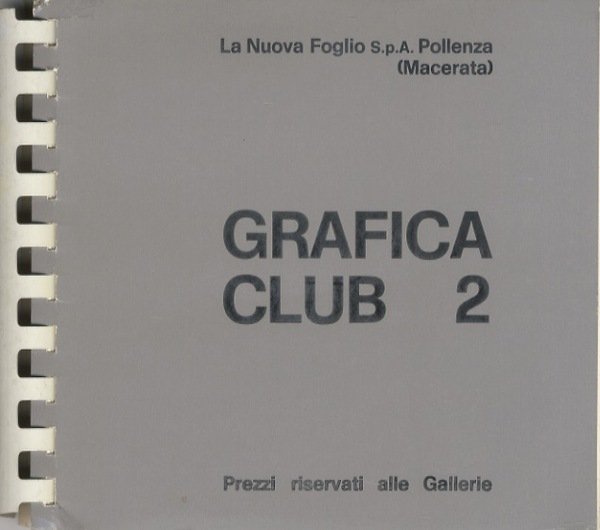 La Nuova Foglio S.p.A. Pollenza
(Macerata)
GRAFICA
CLUB 2
Prezzi riservati alle Gallerie